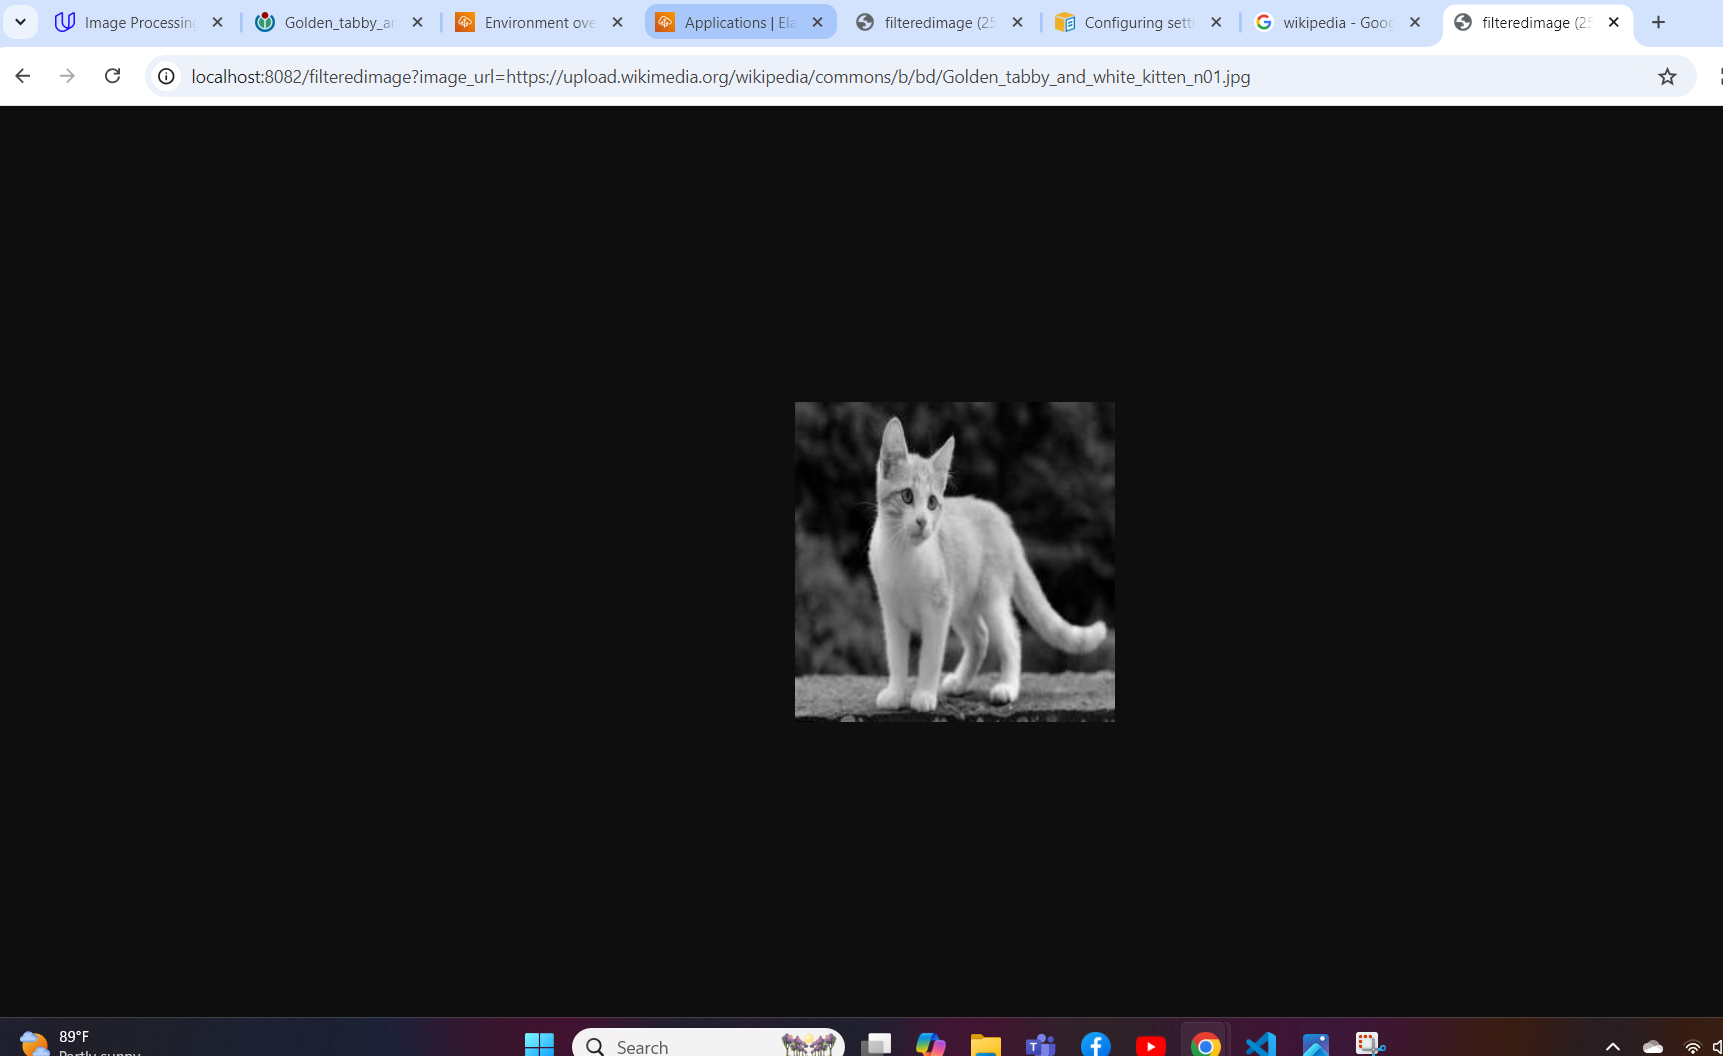 Image Processing
Golden_tabby_ar
Environment ove
Applications | Ela
filteredimage (25
Configuring setti
wikipedia - Goog
filteredimage (25
localhost:8082/filteredimage?image_url=https://upload.wikimedia.org/wikipedia/commons/b/bd/Golden_tabby_and_white_kitten_n01.jpg
89°F
Partly sunny
Search